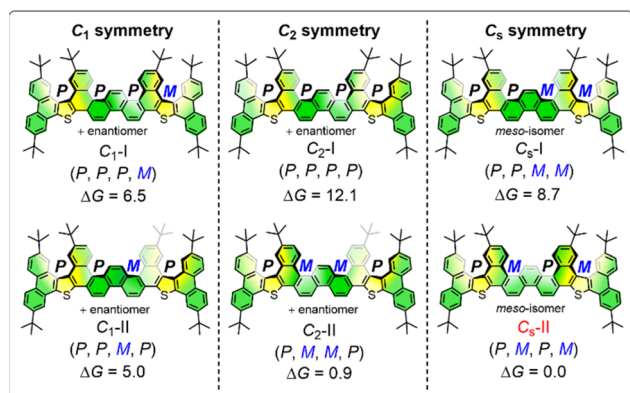 C₁ symmetry
C₂ symmetry
Cₛ symmetry
P P P M
S S
+ enantiomer
C₁-I
(P, P, P, M)
ΔG = 6.5
P P P P
S S
+ enantiomer
C₂-I
(P, P, P, P)
ΔG = 12.1
P P M M
S S
meso-isomer
Cₛ-I
(P, P, M, M)
ΔG = 8.7
P P M P
S S
+ enantiomer
C₁-II
(P, P, M, P)
ΔG = 5.0
P M M P
S S
+ enantiomer
C₂-II
(P, M, M, P)
ΔG = 0.9
P M P M
S S
meso-isomer
Cₛ-II
(P, M, P, M)
ΔG = 0.0